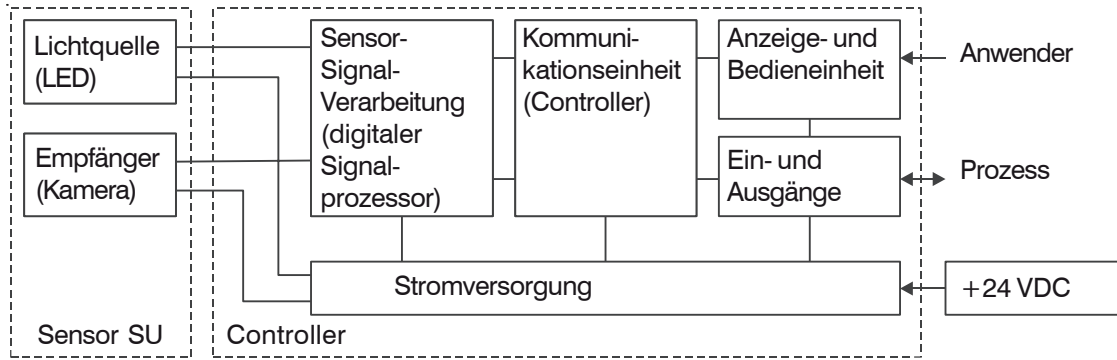 Lichtquelle
(LED)
Empfänger
(Kamera)
Sensor SU
Sensor-
Signal-
Verarbeitung
(digitaler
Signal-
prozessor)
Kommuni-
kationseinheit
(Controller)
Anzeige- und
Bedieneinheit
Ein- und
Ausgänge
Stromversorgung
Controller
Anwender
Prozess
+24 VDC